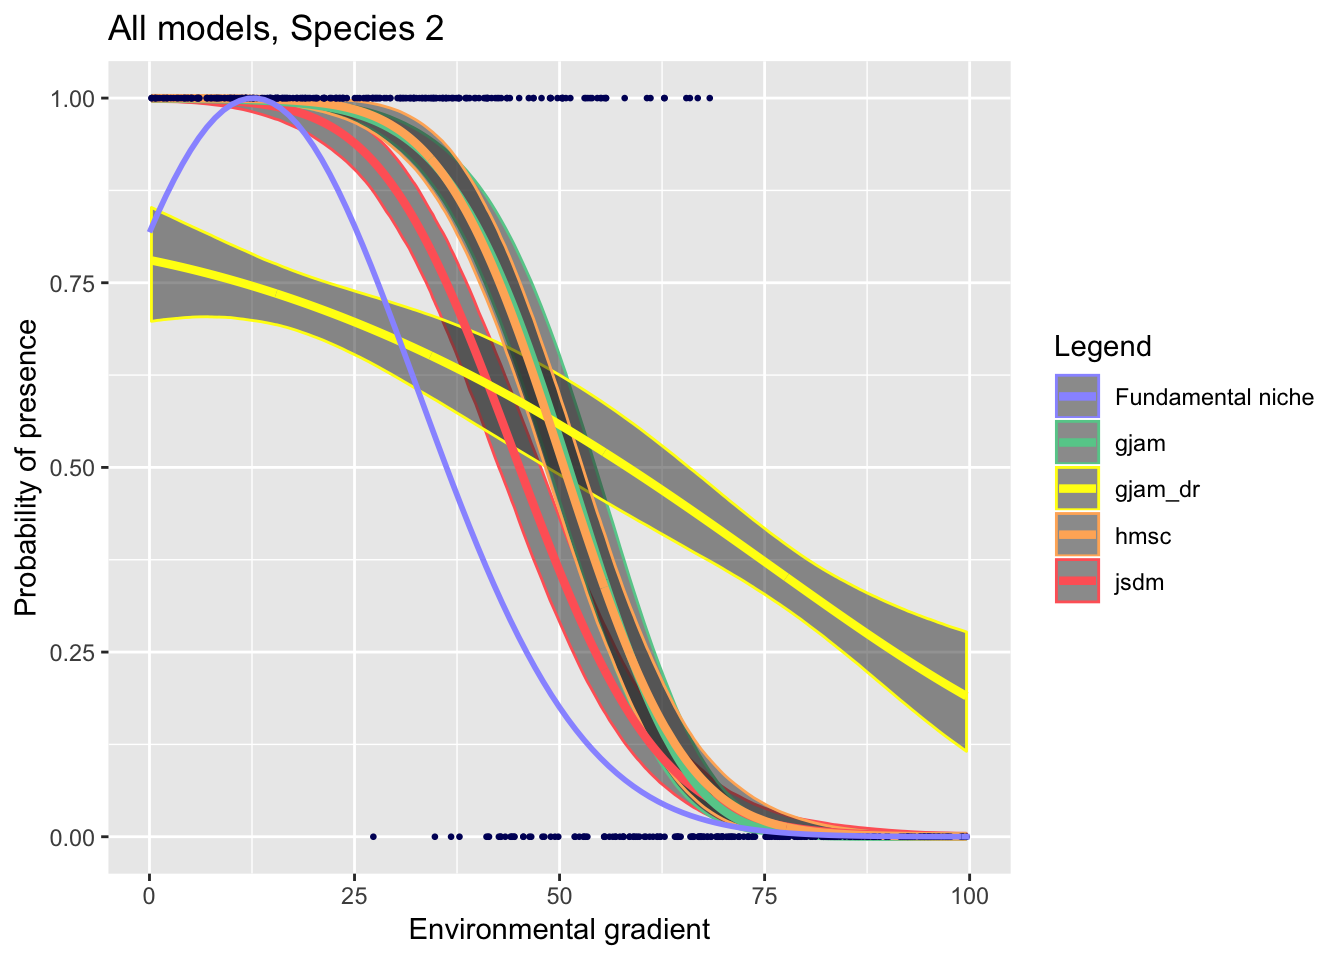 All models, Species 2
Probability of presence
1.00
0.75
0.50
0.25
0.00
0
25
50
75
100
Environmental gradient
Legend
Fundamental niche
gjam
gjam_dr
hmsc
jsdm